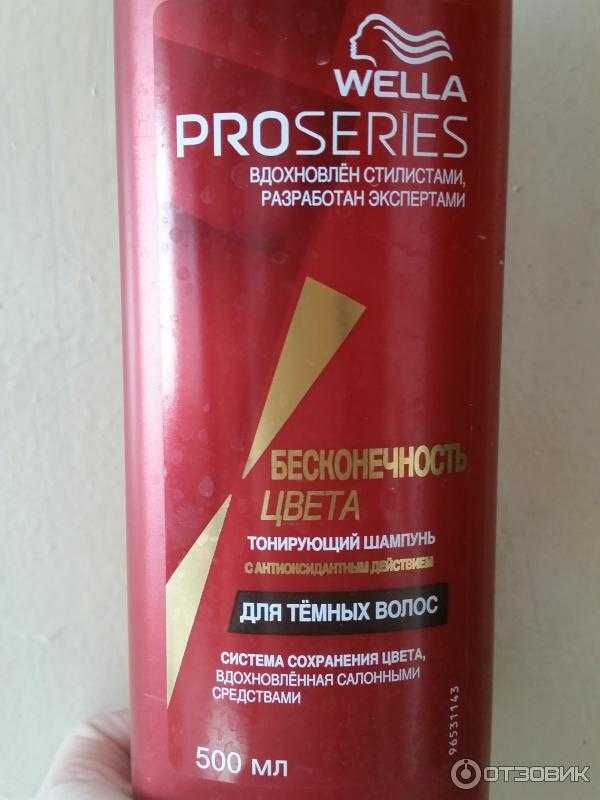 WELLA
PROSERIES
ВДОХНОВЛЁН СТИЛИСТАМИ,
РАЗРАБОТАН ЭКСПЕРТАМИ
БЕСКОНЕЧНОСТЬ
ЦВЕТА
ТОНИРУЮЩИЙ ШАМПУНЬ
С АНТИОКСИДАНТНЫМ ДЕЙСТВИЕМ
ДЛЯ ТЁМНЫХ ВОЛОС
СИСТЕМА СОХРАНЕНИЯ ЦВЕТА,
ВДОХНОВЛЁННАЯ САЛОННЫМИ
СРЕДСТВАМИ
500 МЛ
96531143
ОТЗОВИК